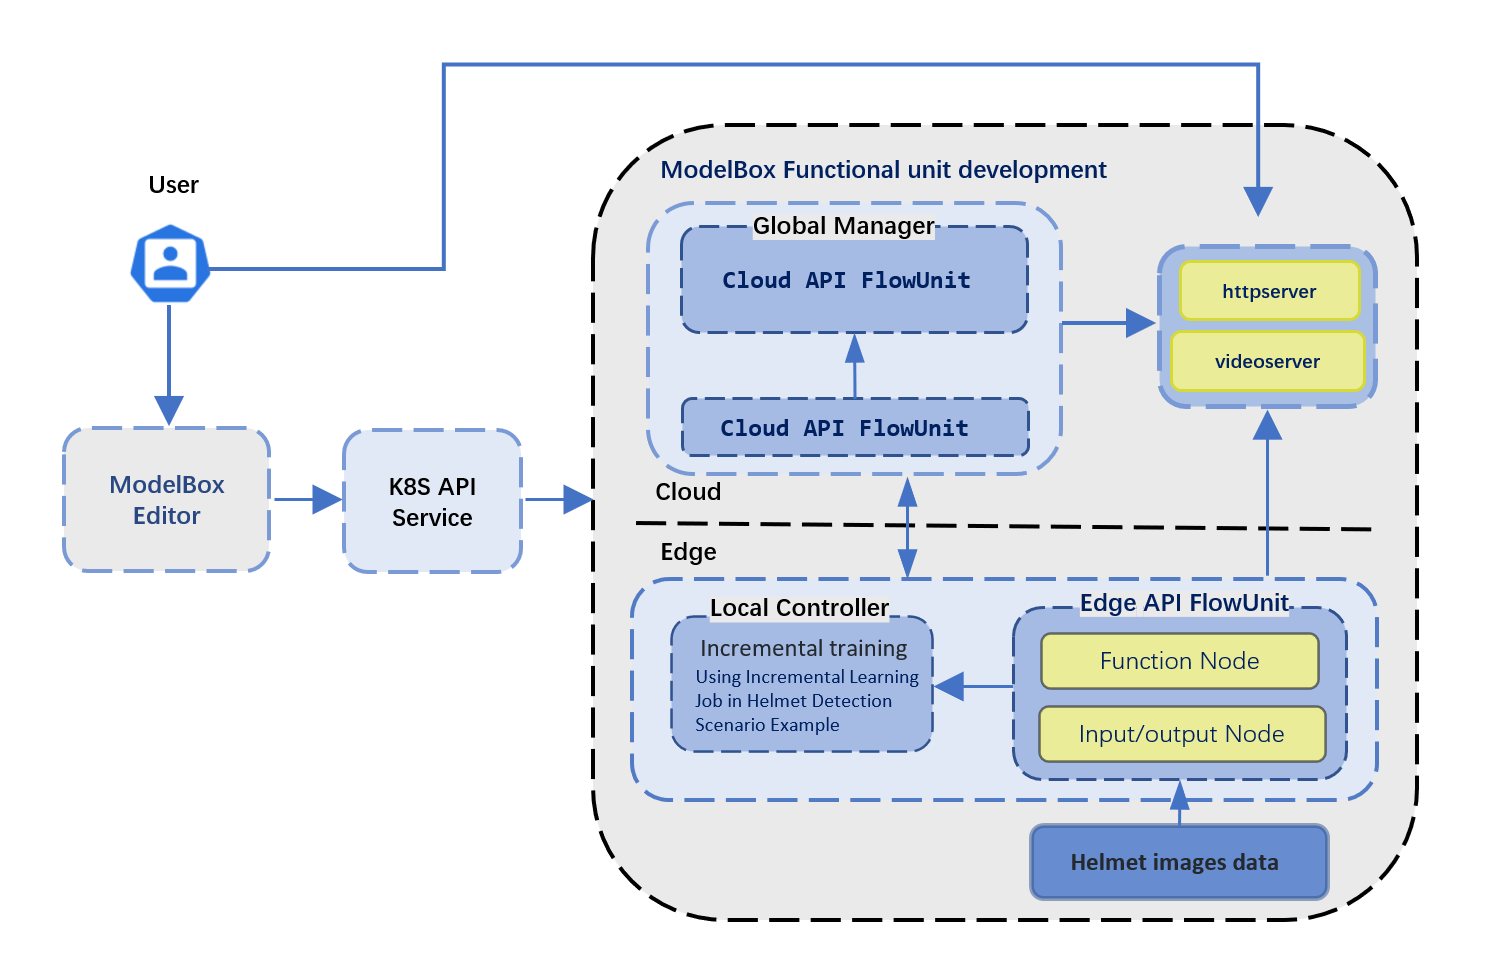 User
ModelBox
Editor
K8S API
Service
ModelBox Functional unit development
Global Manager
Cloud API FlowUnit
Cloud API FlowUnit
httpserver
videoserver
Cloud
Edge
Local Controller
Incremental training
Using Incremental Learning
Job in Helmet Detection
Scenario Example
Edge API FlowUnit
Function Node
Input/output Node
Helmet images data